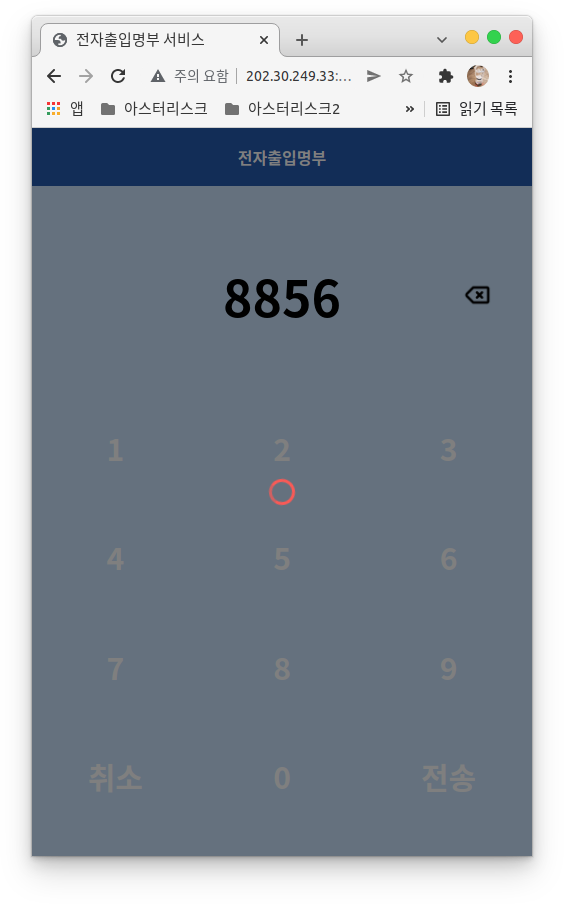 전자출입명부 서비스
주의 요함 202.30.249.33:...
앱 아스터리스크 아스터리스크2 » 읽기 목록
전자출입명부
8856
1 2 3
4 5 6
7 8 9
취소 0 전송